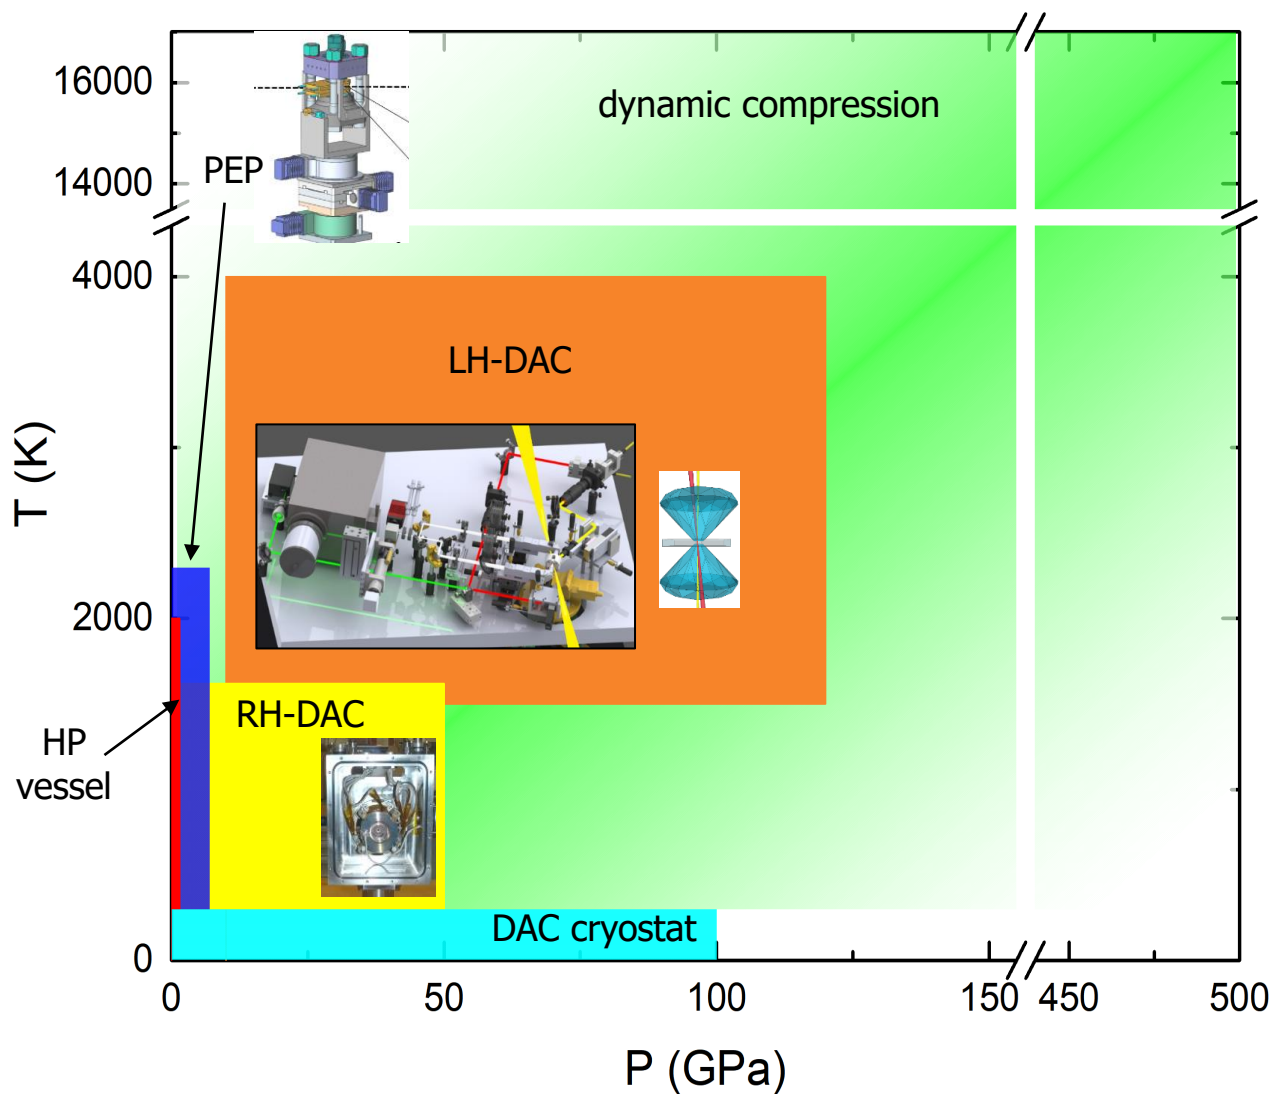 16000
dynamic compression
PEP
14000
4000
LH-DAC
T (K)
2000
RH-DAC
HP
vessel
DAC cryostat
0
0
50
100
150
450
500
P (GPa)